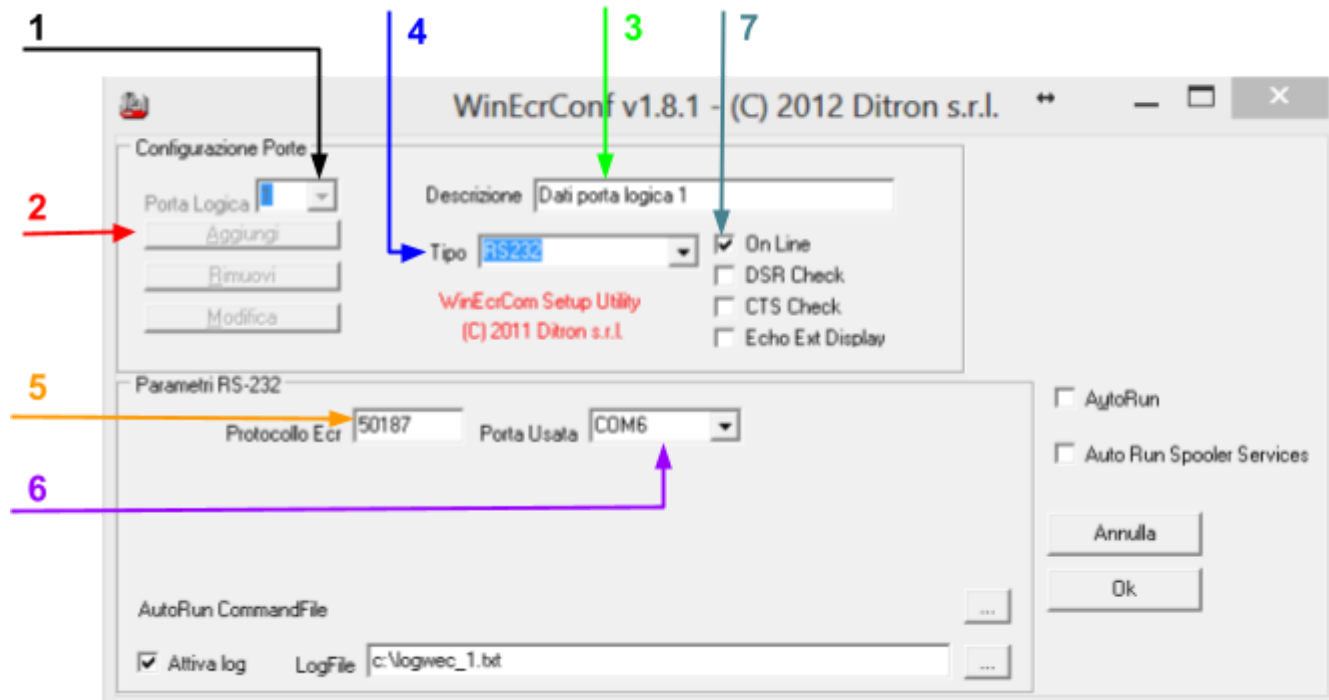 1
4
3
7
WinEcrConf v1.8.1 - (C) 2012 Ditron s.r.l.
Configurazione Porte
Porta Logica
Descrizione Dati porta logica 1
2
Aggiungi
Tipo RS232
On Line
Rimuovi
DSR Check
WinEcrCom Setup Utility
CTS Check
Modifica
(C) 2011 Ditron s.r.l.
Echo Ext Display
5
Parametri RS-232
AutoRun
Protocollo Ecr 50187 Porta Usata COM6
Auto Run Spooler Services
6
Annulla
Ok
AutoRun CommandFile ...
Attiva log LogFile c:\logwec_1.txt ...